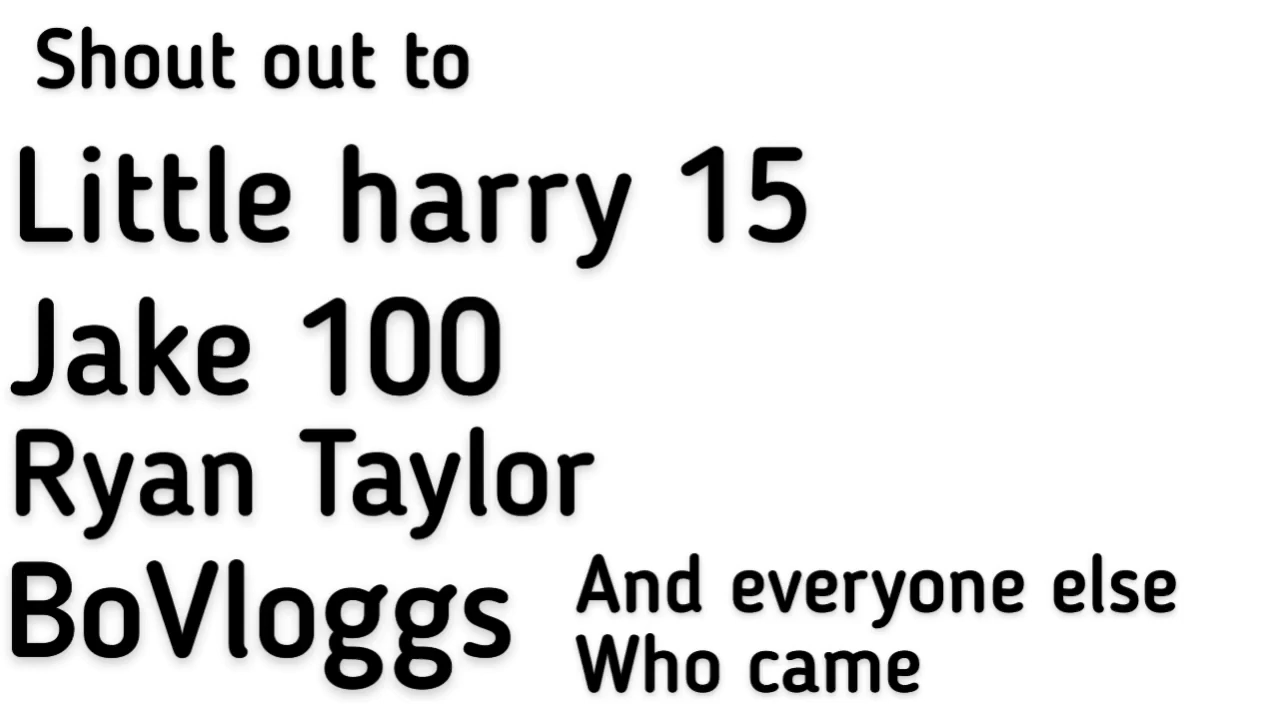 Shout out to
Little harry 15
Jake 100
Ryan Taylor
BoVloggs
And everyone else
Who came